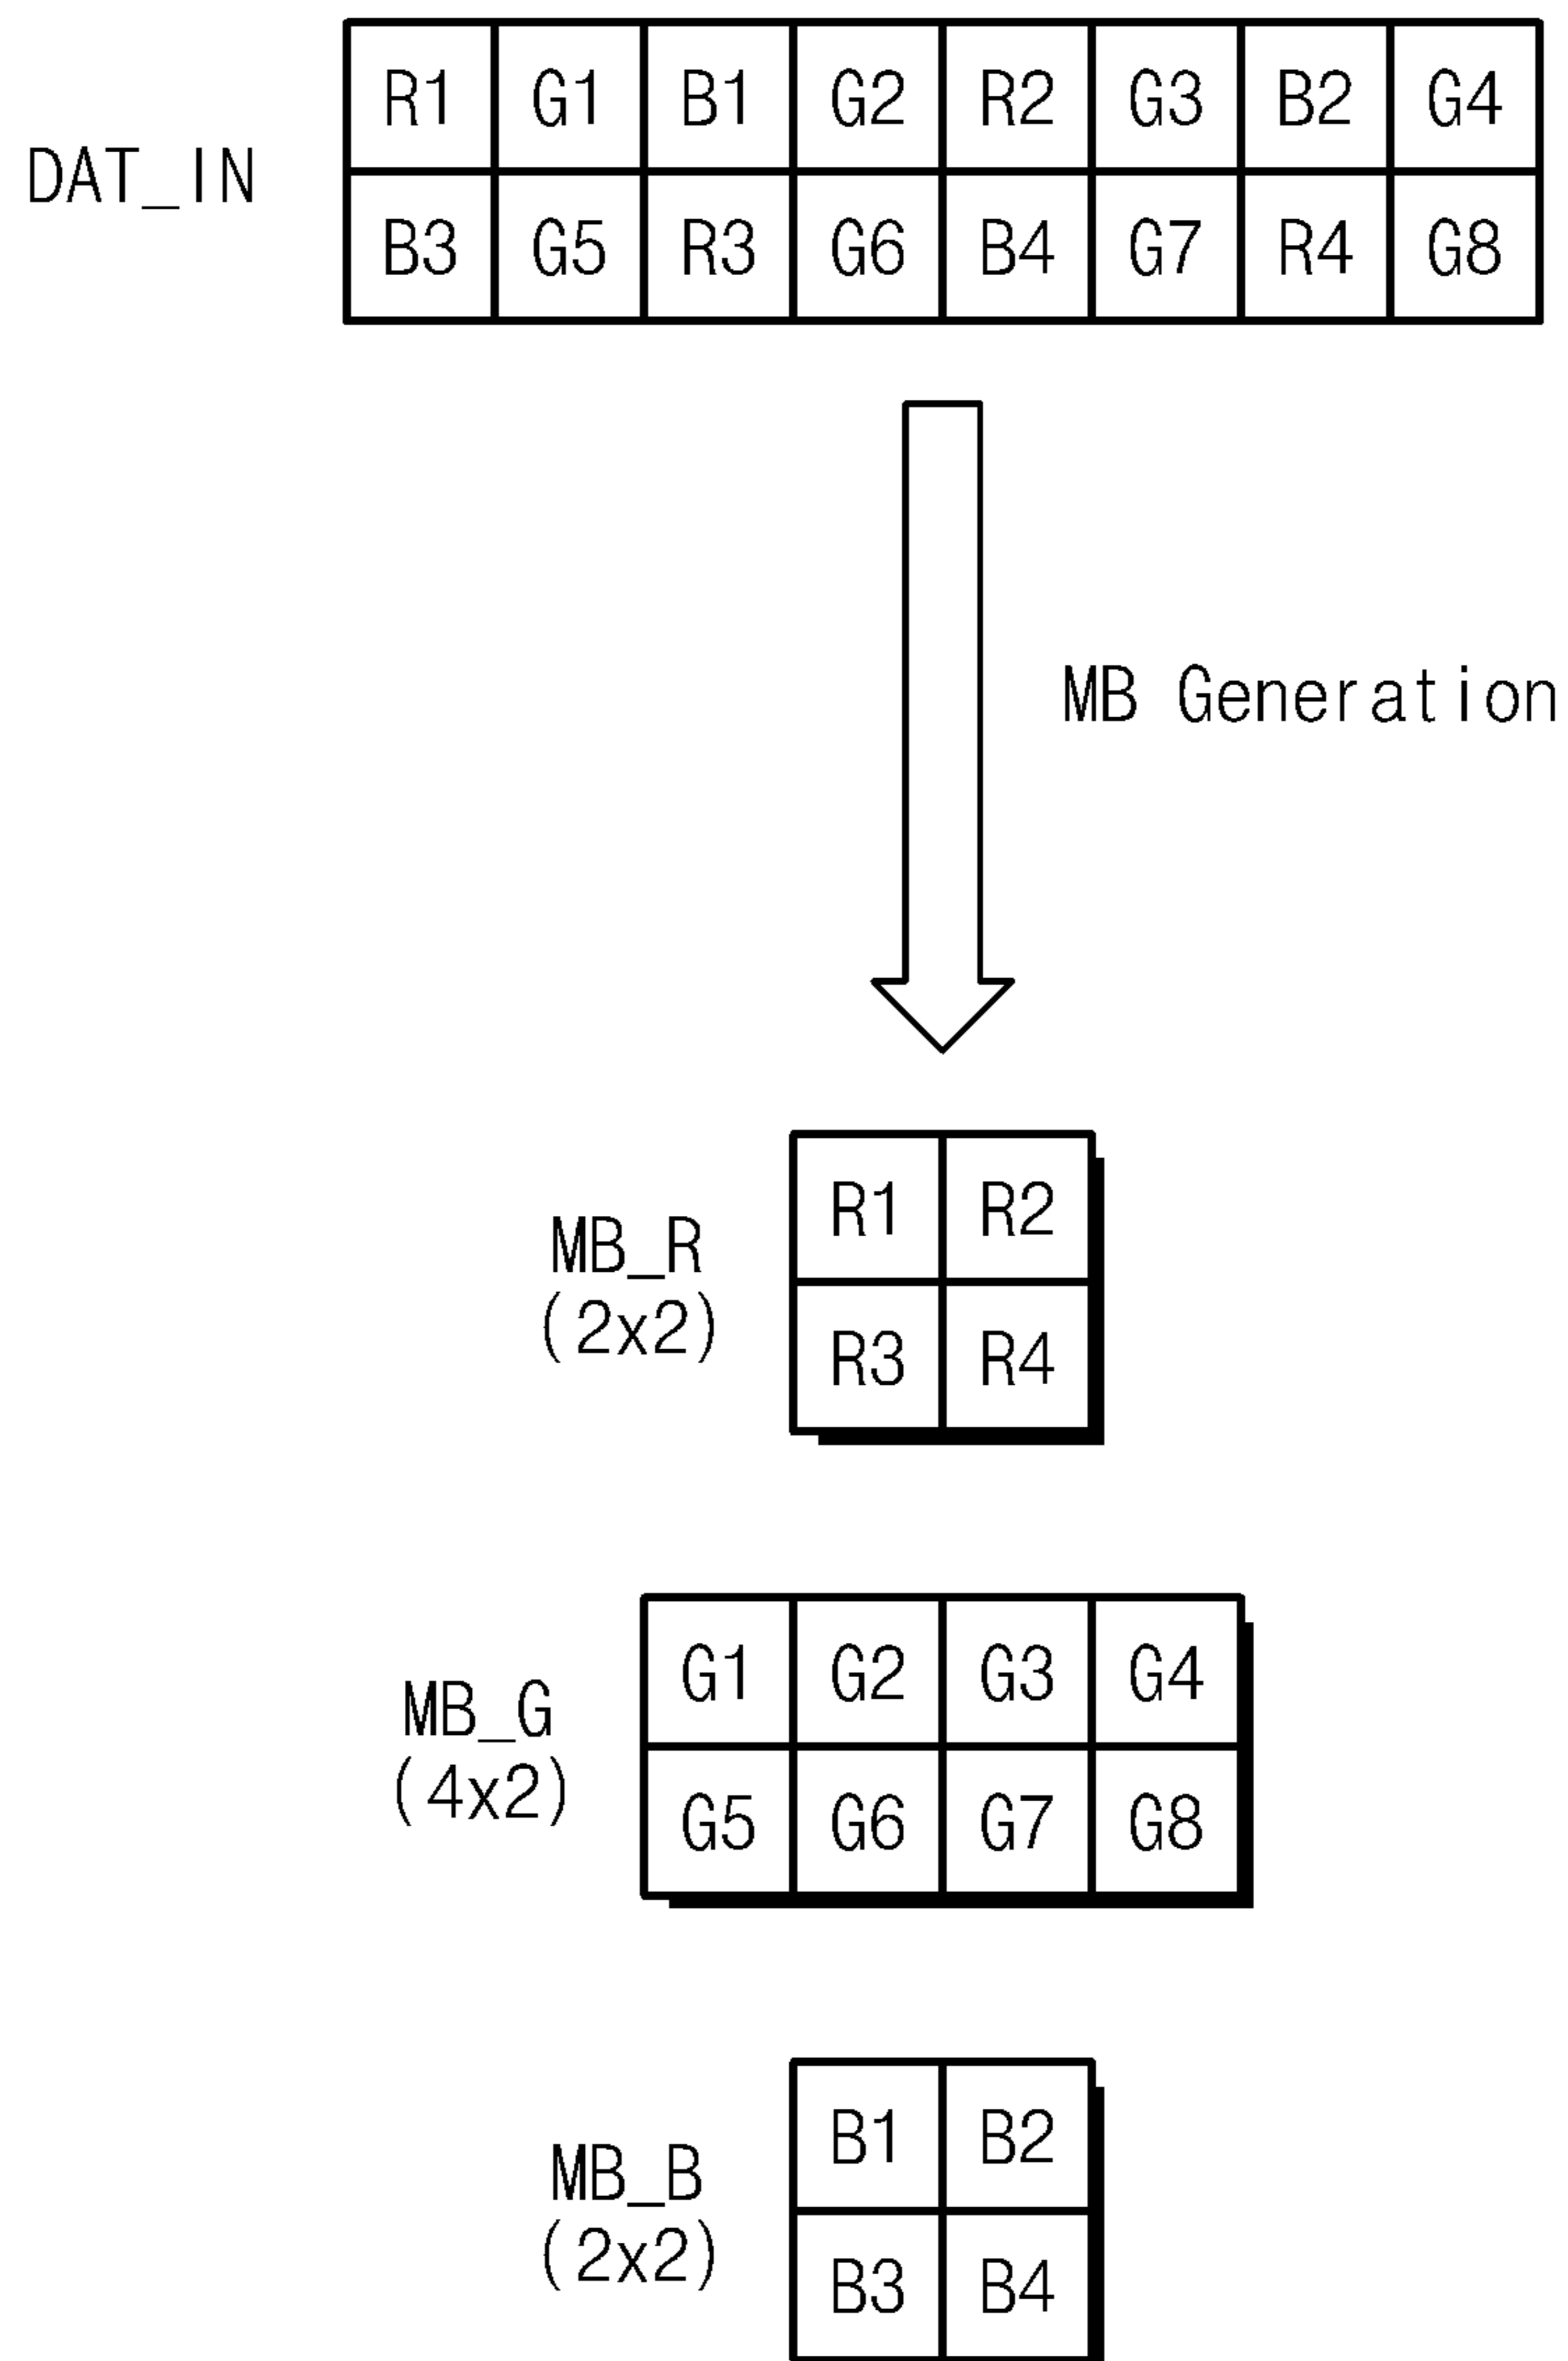 R1 G1 B1 G2 R2 G3 B2 G4
DAT_IN
B3 G5 R3 G6 B4 G7 R4 G8
MB Generation
R1 R2
MB_R
(2x2)
R3 R4
G1 G2 G3 G4
MB_G
(4x2)
G5 G6 G7 G8
B1 B2
MB_B
(2x2)
B3 B4